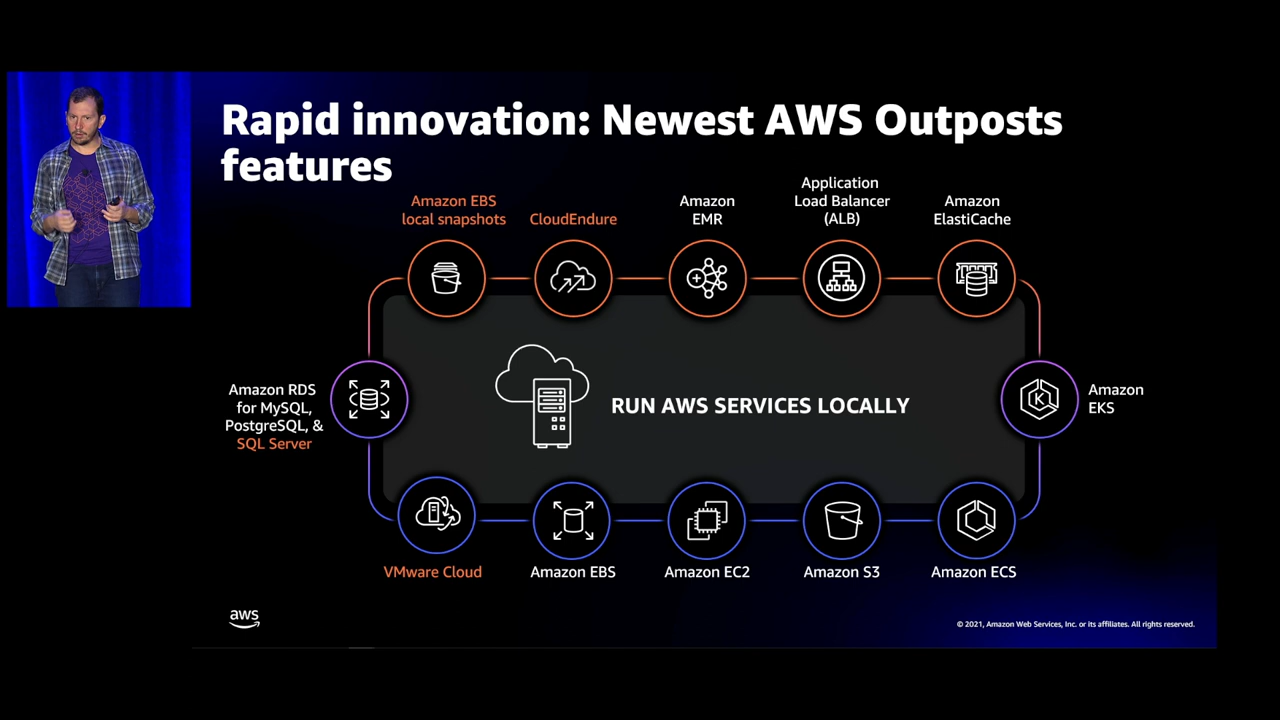 Rapid innovation: Newest AWS Outposts
features
Amazon EBS
local snapshots
CloudEndure
Amazon
EMR
Application
Load Balancer
(ALB)
Amazon
ElastiCache
Amazon RDS
for MySQL,
PostgreSQL, &
SQL Server
RUN AWS SERVICES LOCALLY
K
Amazon
EKS
VMware Cloud
Amazon EBS
Amazon EC2
Amazon S3
Amazon ECS
aws
© 2021, Amazon Web Services, Inc. or its affiliates. All rights reserved.